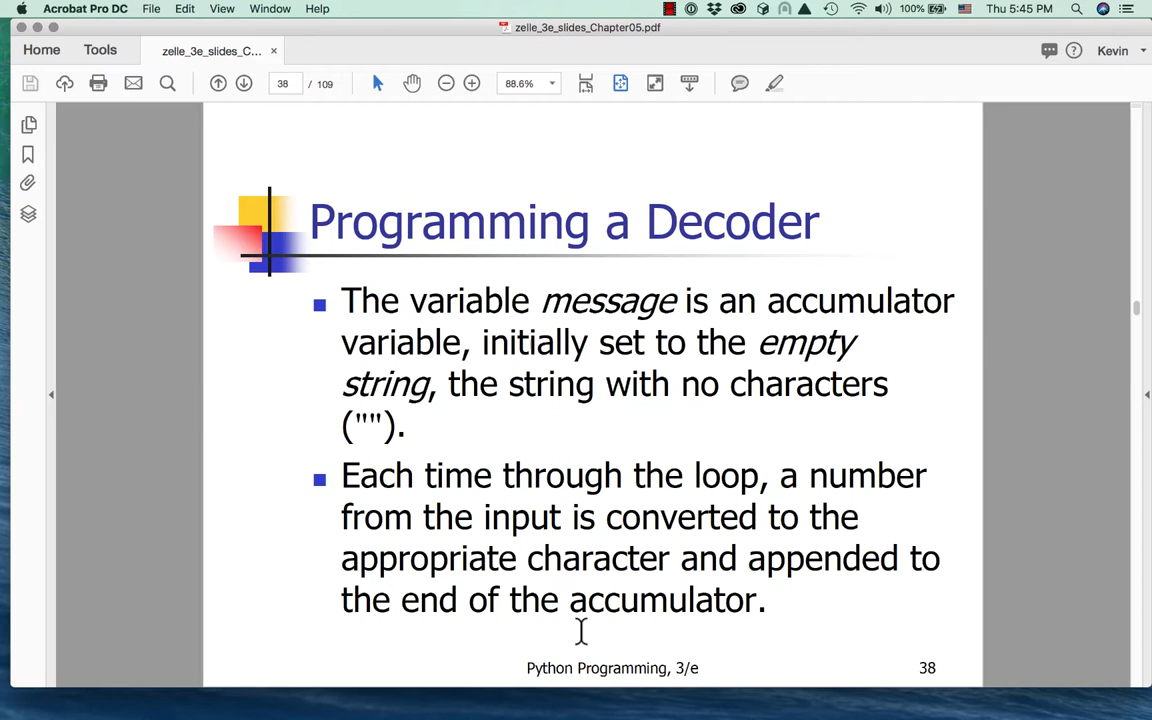 Acrobat Pro DC File Edit View Window Help 100% Thu 5:45 PM
zelle_3e_slides_Chapter05.pdf
Home Tools zelle_3e_slides_C... × ? Kevin
38 / 109 88.6%
Programming a Decoder
The variable message is an accumulator
variable, initially set to the empty
string, the string with no characters
("").
Each time through the loop, a number
from the input is converted to the
appropriate character and appended to
the end of the accumulator.
Python Programming, 3/e 38